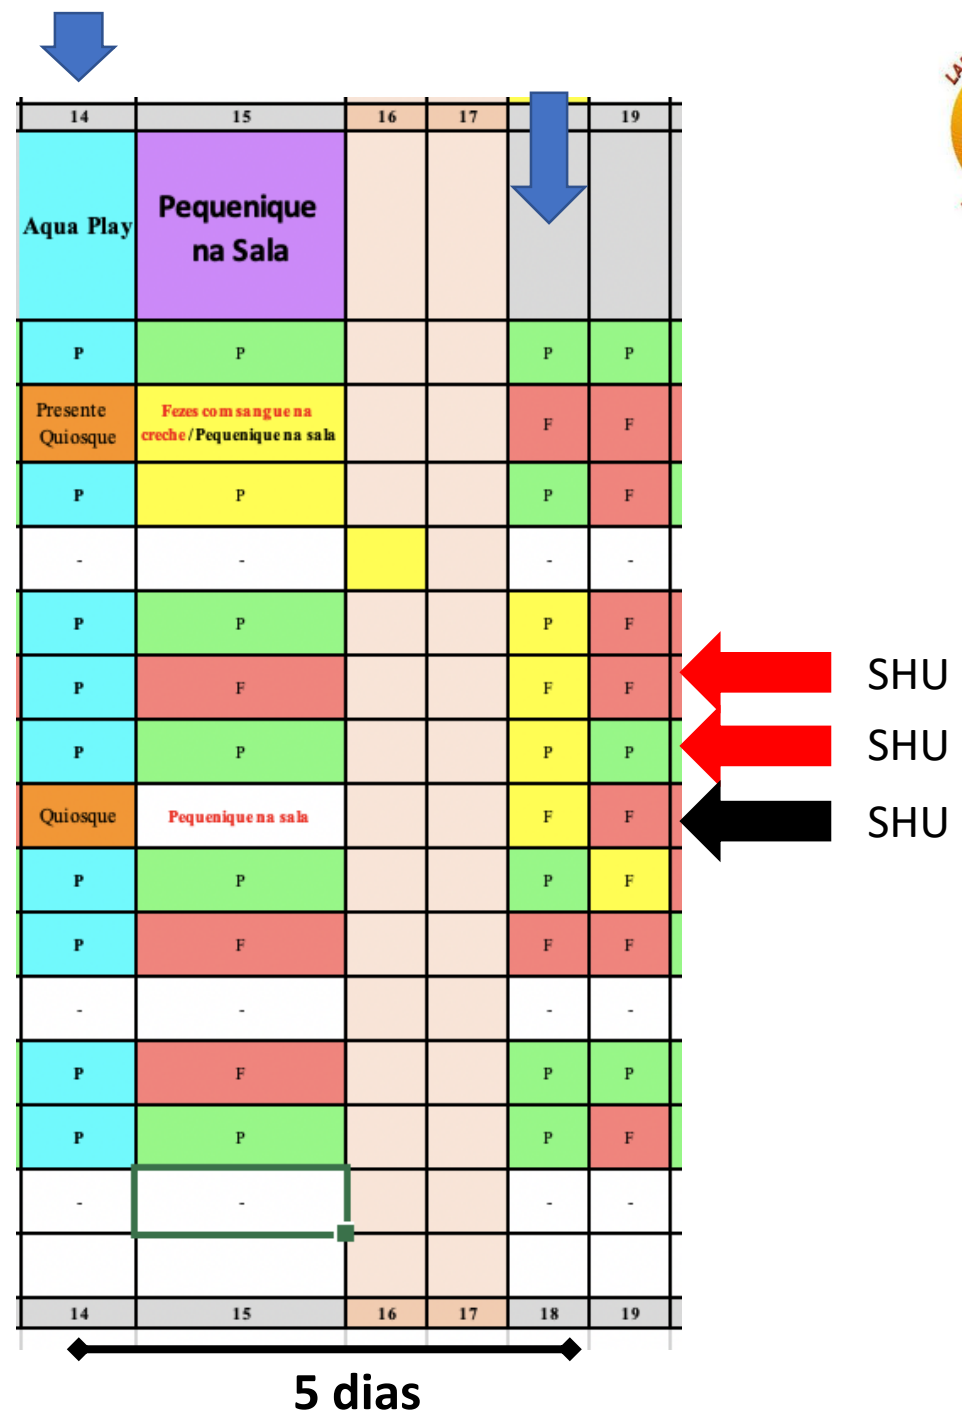 14 15 16 17 19
Aqua Play
Pequenique
na Sala
P P P P
Presente
Quiosque
Fezes com sangue na
creche / Pequenique na sala
F F
P P P F
- - - -
P P P F
P F F F
SHU
P P P P
SHU
Quiosque Pequenique na sala F F
SHU
P P P F
P F F F
- - - -
P F P P
P P P F
- - - -
14 15 16 17 18 19
5 dias